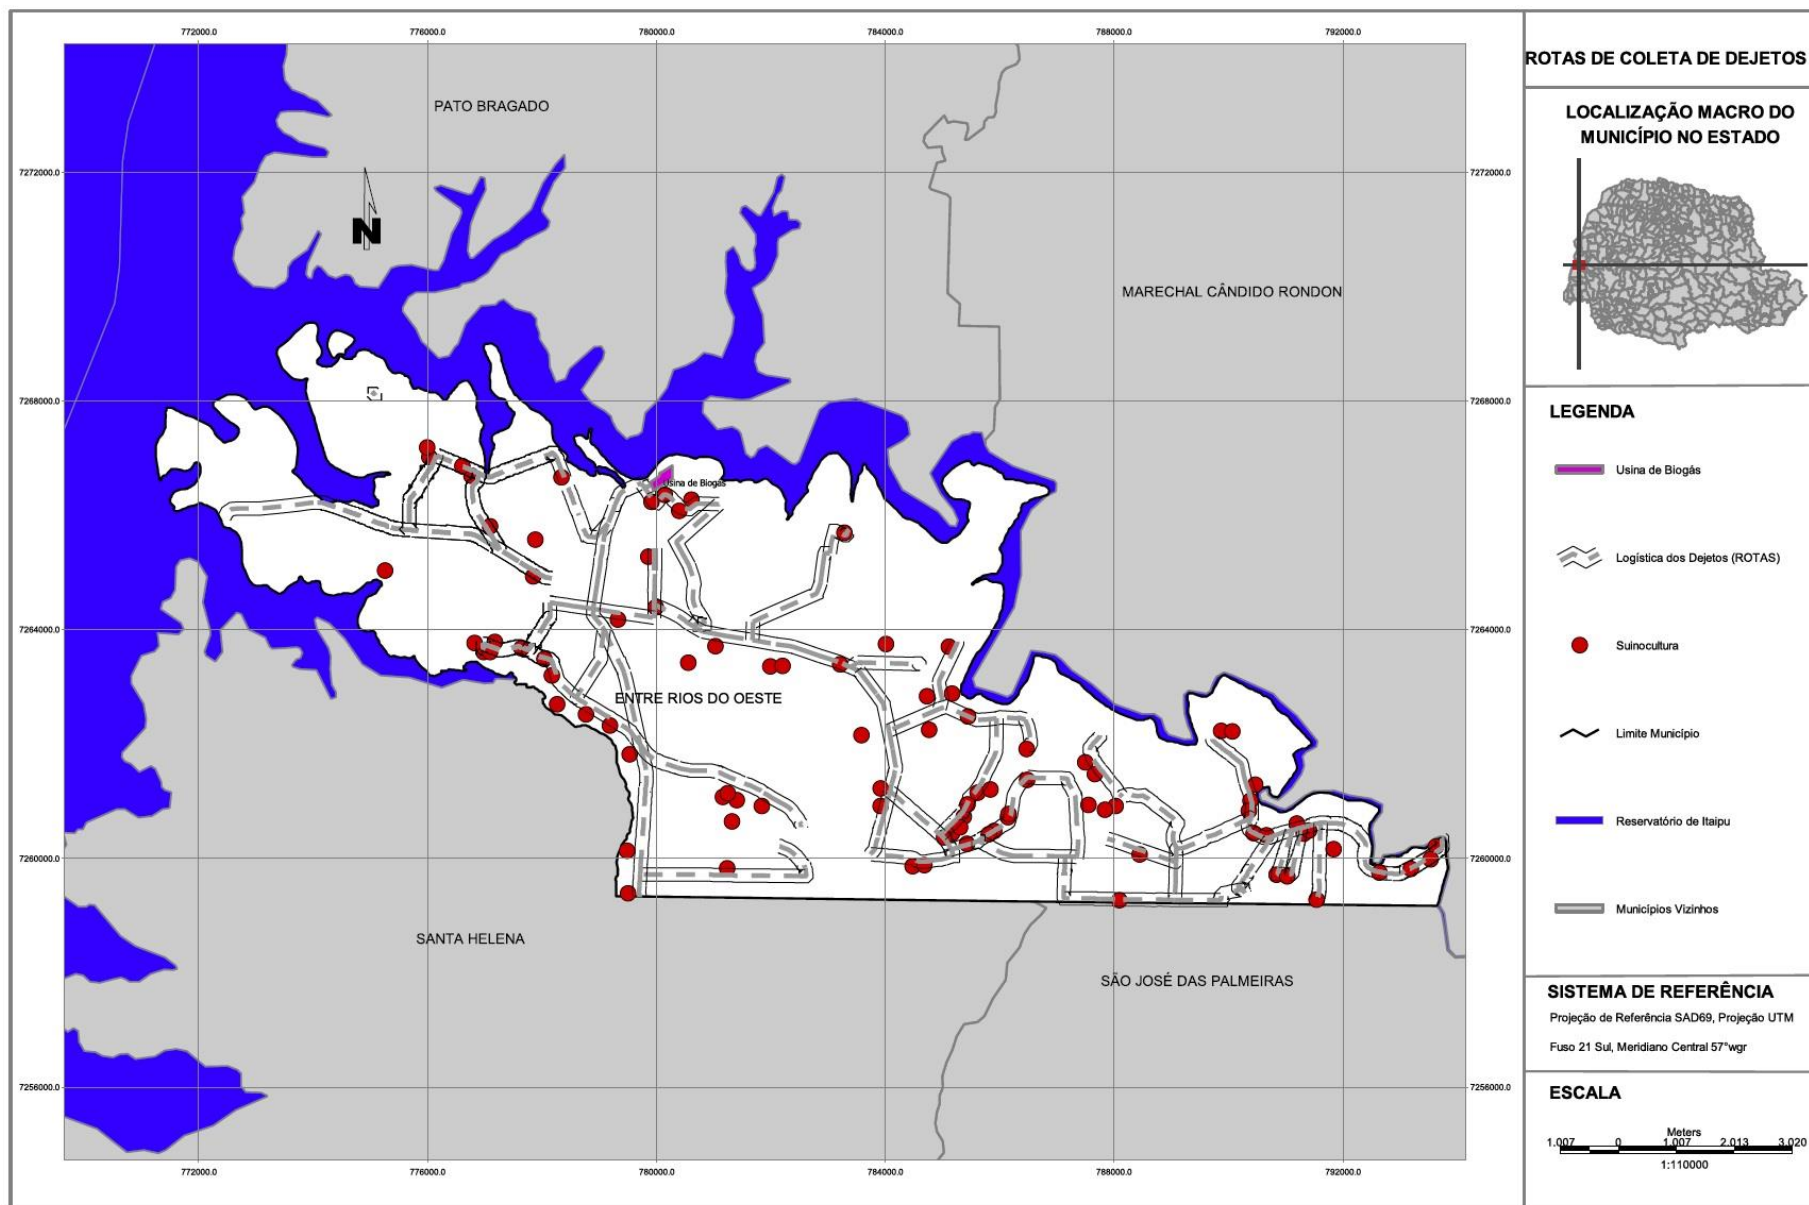 772000.0 776000.0 780000.0 784000.0 788000.0 792000.0
PATO BRAGADO
7272000.0 7272000.0
N
MARECHAL CÂNDIDO RONDON
7268000.0 7268000.0
Usina de Biogás
7264000.0 7264000.0
ENTRE RIOS DO OESTE
7260000.0 7260000.0
SANTA HELENA
SÃO JOSÉ DAS PALMEIRAS
7256000.0 7256000.0
772000.0 776000.0 780000.0 784000.0 788000.0 792000.0
ROTAS DE COLETA DE DEJETOS
LOCALIZAÇÃO MACRO DO
MUNICÍPIO NO ESTADO
LEGENDA
Usina de Biogás
Logística dos Dejetos (ROTAS)
Suinocultura
Limite Município
Reservatório de Itaipu
Municípios Vizinhos
SISTEMA DE REFERÊNCIA
Projeção de Referência SAD69, Projeção UTM
Fuso 21 Sul, Meridiano Central 57°wgr
ESCALA
Meters
1.007 0 1.007 2.013 3.020
1:110000